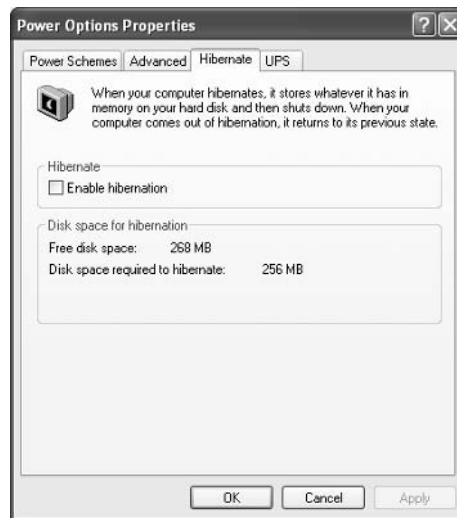 Power Options Properties
Power Schemes Advanced Hibernate UPS
When your computer hibernates, it stores whatever it has in
memory on your hard disk and then shuts down. When your
computer comes out of hibernation, it returns to its previous state.
Hibernate
Enable hibernation
Disk space for hibernation
Free disk space: 268 MB
Disk space required to hibernate: 256 MB
OK Cancel Apply